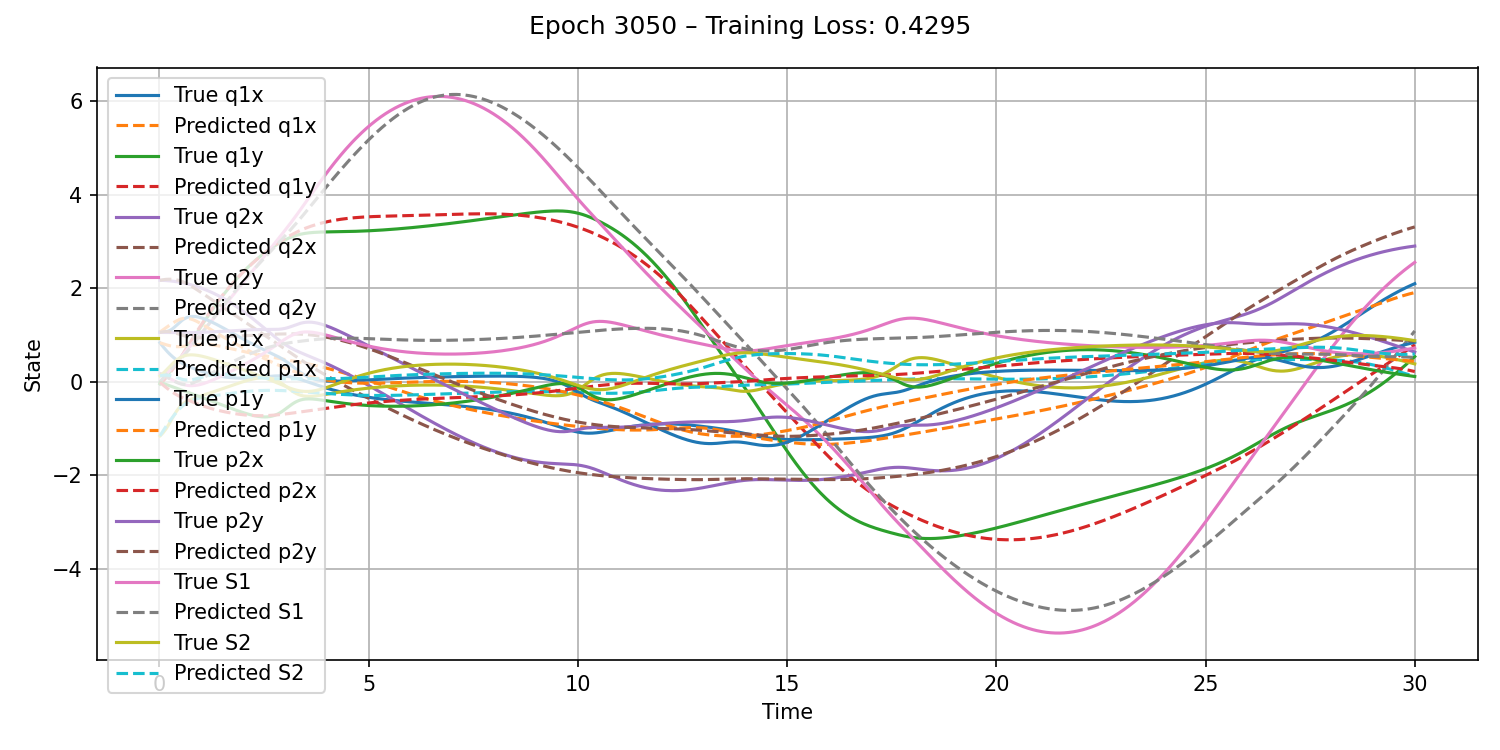 Epoch 3050 – Training Loss: 0.4295
True q1x
Predicted q1x
True q1y
Predicted q1y
True q2x
Predicted q2x
True q2y
Predicted q2y
True p1x
Predicted p1x
True p1y
Predicted p1y
True p2x
Predicted p2x
True p2y
Predicted p2y
True S1
Predicted S1
True S2
Predicted S2
State
6
4
2
0
−2
−4
0 5 10 15 20 25 30
Time